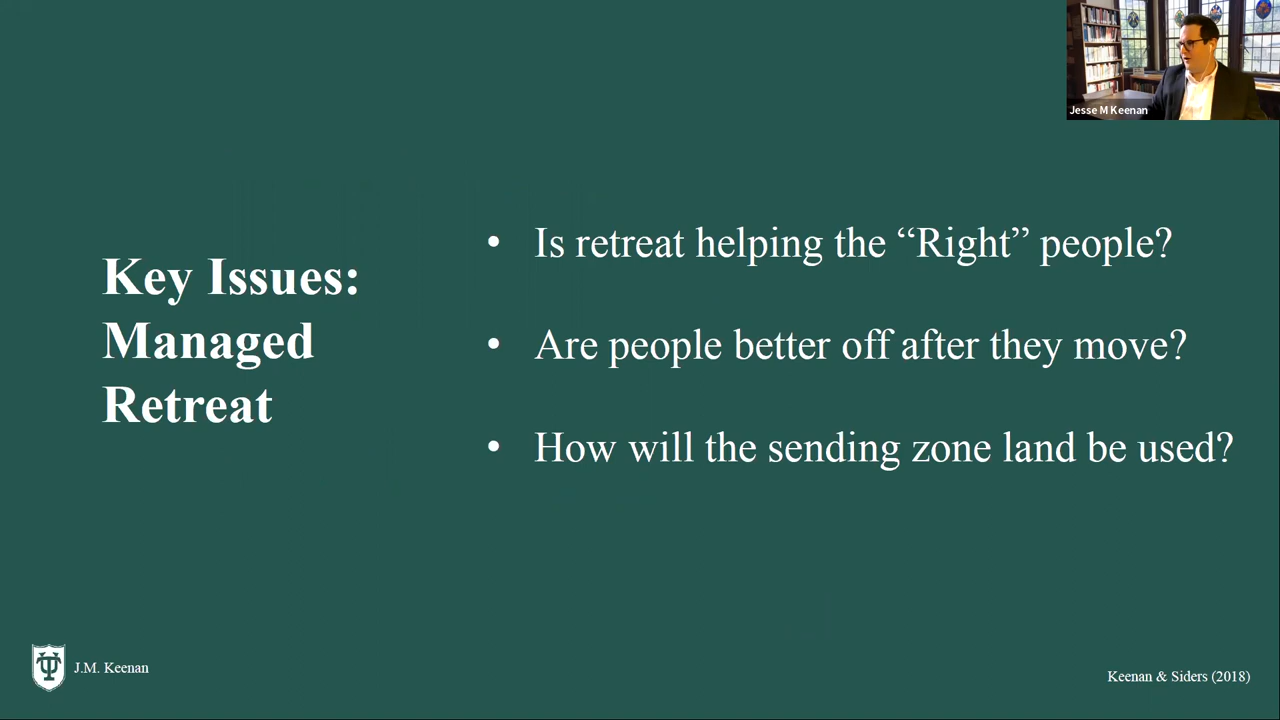 Jesse M Keenan
Key Issues:
Managed
Retreat
• Is retreat helping the “Right” people?
• Are people better off after they move?
• How will the sending zone land be used?
J.M. Keenan
Keenan & Siders (2018)